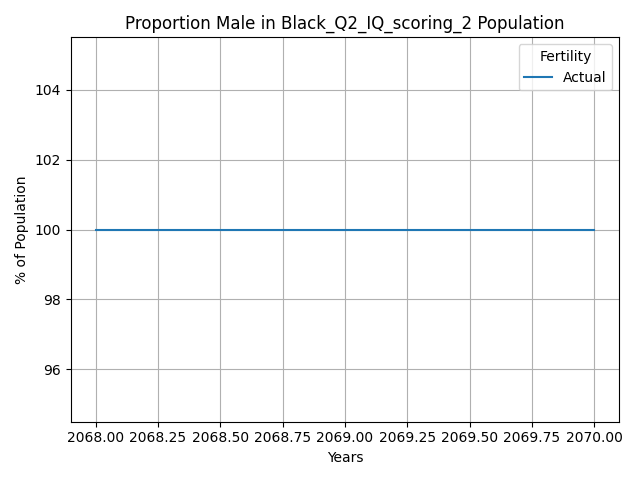 Proportion Male in Black_Q2_IQ_scoring_2 Population
Fertility
Actual
% of Population
104
102
100
98
96
2068.00 2068.25 2068.50 2068.75 2069.00 2069.25 2069.50 2069.75 2070.00
Years